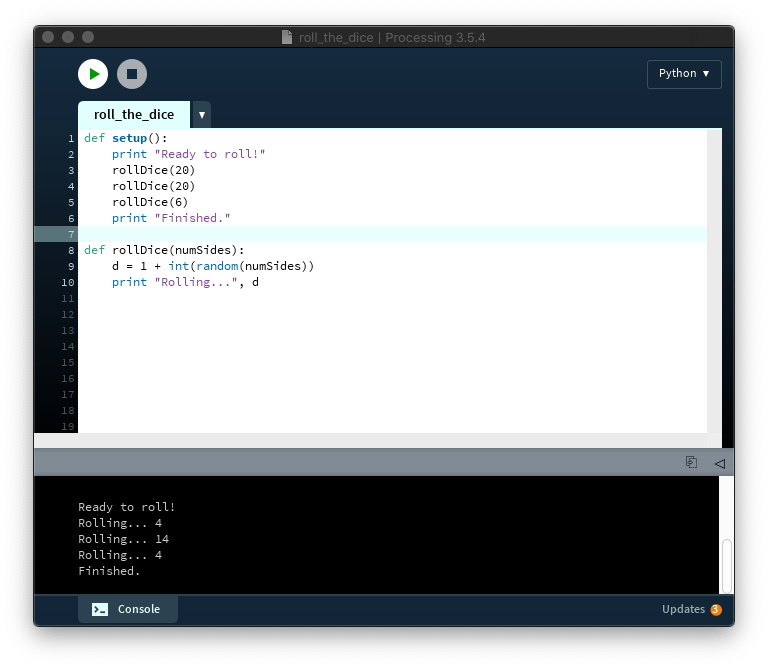 roll_the_dice | Processing 3.5.4
Python ▼
roll_the_dice ▼
1 def setup():
2     print "Ready to roll!"
3     rollDice(20)
4     rollDice(20)
5     rollDice(6)
6     print "Finished."
7
8 def rollDice(numSides):
9     d = 1 + int(random(numSides))
10     print "Rolling...", d
11
12
13
14
15
16
17
18
19
Ready to roll!
Rolling... 4
Rolling... 14
Rolling... 4
Finished.
Console
Updates 3